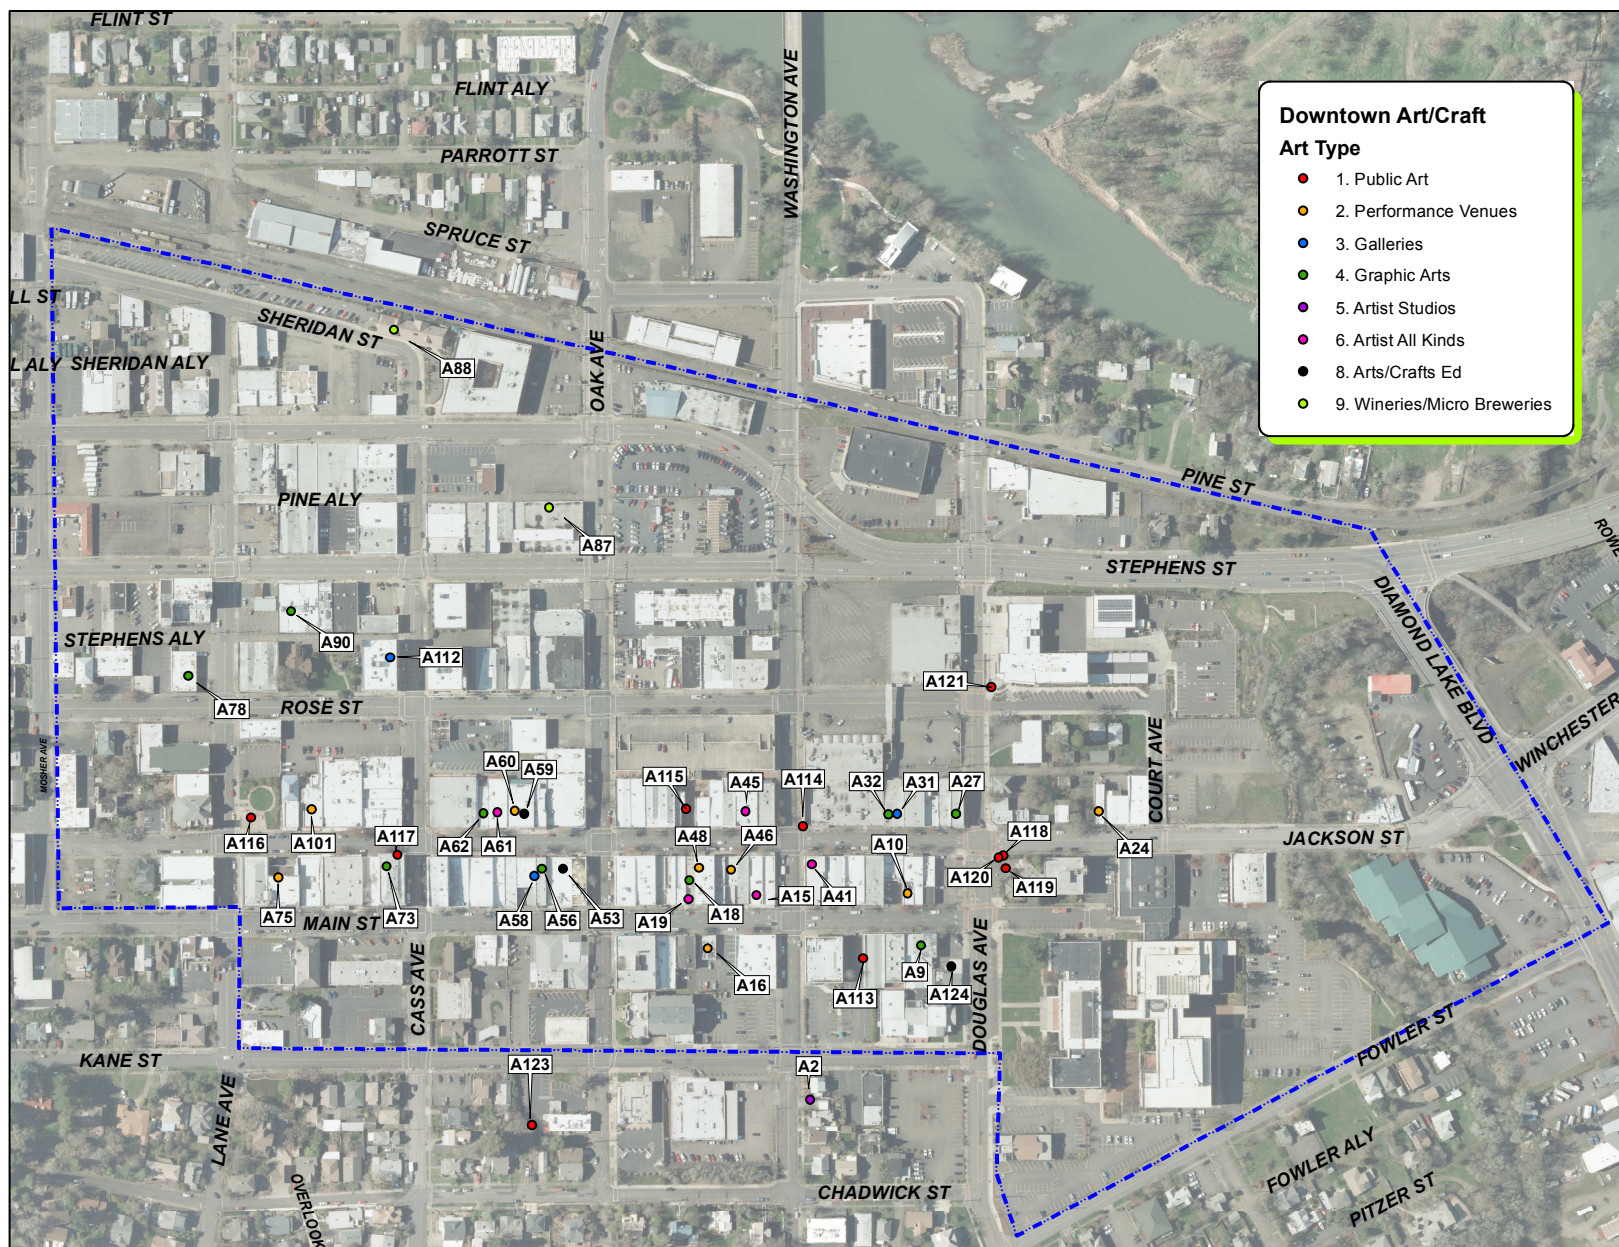 FLINT ST
FLINT ALY
PARROTT ST
WASHINGTON AVE
SPRUCE ST
Downtown Art/Craft
Art Type
1. Public Art
2. Performance Venues
3. Galleries
4. Graphic Arts
5. Artist Studios
6. Artist All Kinds
8. Arts/Crafts Ed
9. Wineries/Micro Breweries
LL ST
SHERIDAN ST
L ALY
SHERIDAN ALY
A88
OAK AVE
PINE ALY
PINE ST
A87
STEPHENS ST
ROWE
DIAMOND LAKE BLVD
WINCHESTER
STEPHENS ALY
A90
A112
A78
ROSE ST
A121
COURT AVE
MOSHER AVE
A60
A59
A115
A45
A114
A32
A31
A27
A116
A101
A117
A62
A61
A48
A46
A10
A118
A120
A119
A24
JACKSON ST
A75
MAIN ST
A73
A58
A56
A53
A19
A18
A15
A41
CASS AVE
A16
A113
A9
A124
DOUGLAS AVE
FOWLER ST
KANE ST
LANE AVE
A123
A2
OVERLOOK
CHADWICK ST
FOWLER ALY
PITZER ST